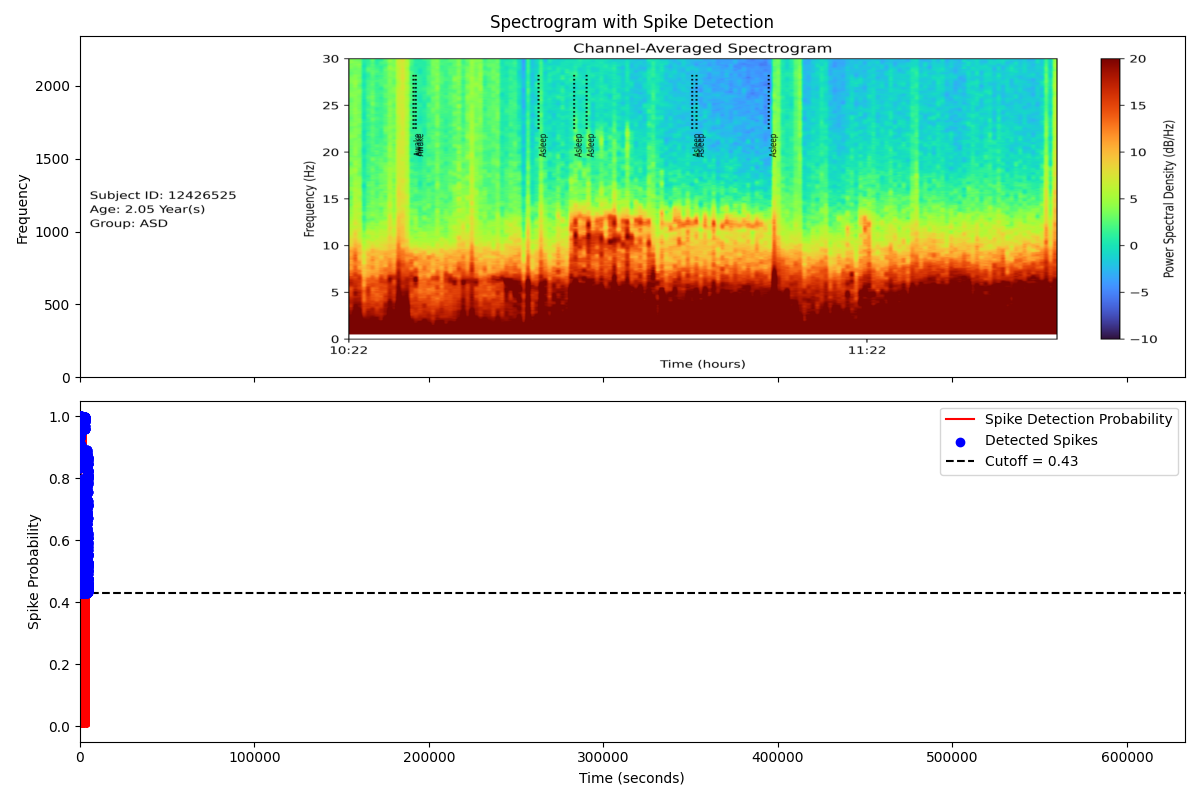 Spectrogram with Spike Detection
Channel-Averaged Spectrogram
Frequency
2000
1500
1000
500
0
Subject ID: 12426525
Age: 2.05 Year(s)
Group: ASD
Frequency (Hz)
30
25
20
15
10
5
0
Awake
Awake
Asleep
Asleep
Asleep
Asleep
Asleep
Asleep
10:22
11:22
Time (hours)
20
15
10
5
0
−5
−10
Power Spectral Density (dB/Hz)
Spike Probability
1.0
0.8
0.6
0.4
0.2
0.0
Spike Detection Probability
Detected Spikes
Cutoff = 0.43
0
100000
200000
300000
400000
500000
600000
Time (seconds)